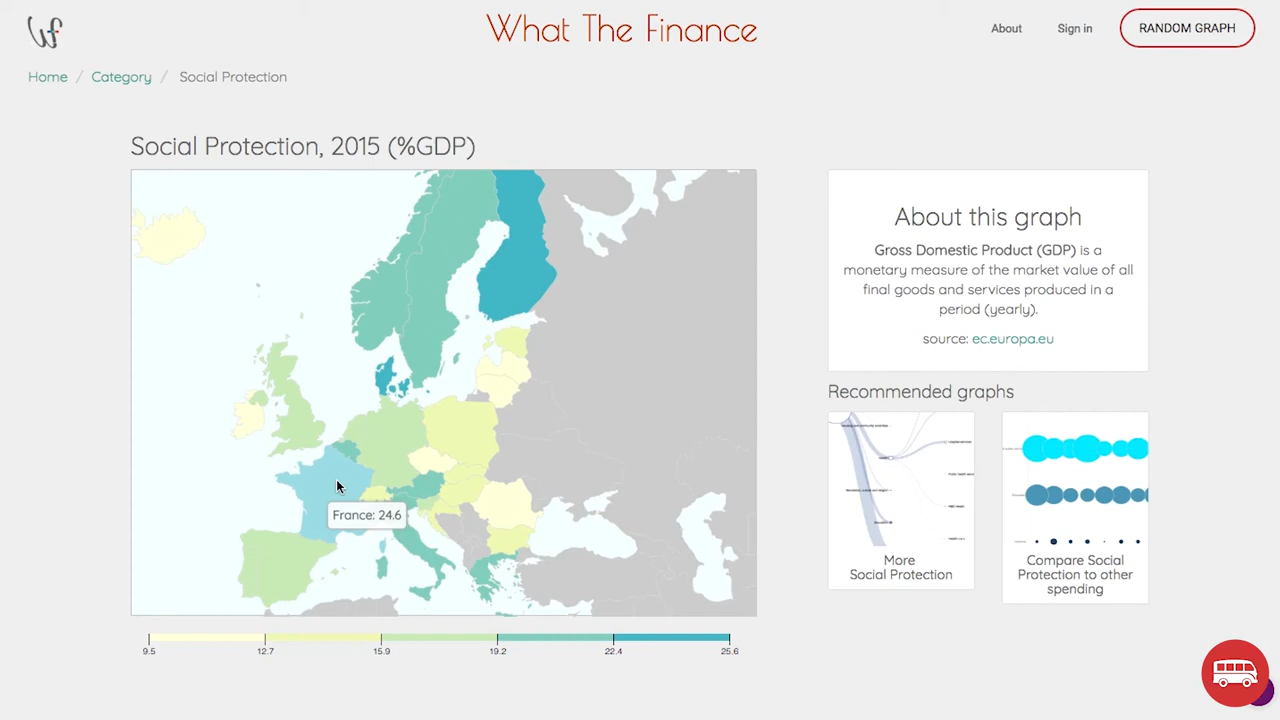 What The Finance
About
Sign in
RANDOM GRAPH
Home / Category / Social Protection
Social Protection, 2015 (%GDP)
France: 24.6
9.5 12.7 15.9 19.2 22.4 25.6
About this graph
Gross Domestic Product (GDP) is a
monetary measure of the market value of all
final goods and services produced in a
period (yearly).
source: ec.europa.eu
Recommended graphs
More
Social Protection
Compare Social
Protection to other
spending